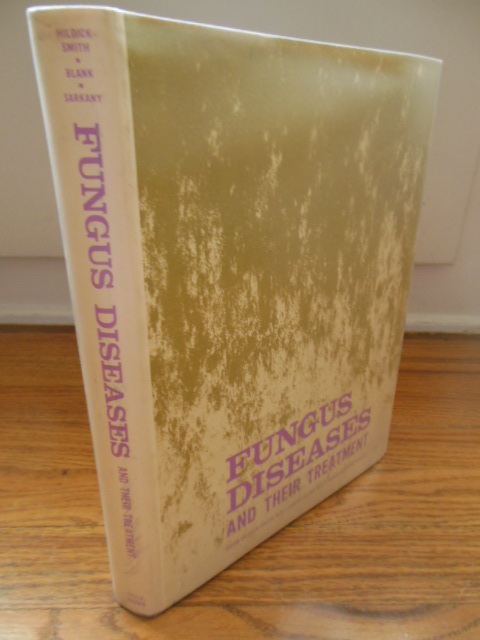 HILDICK-
SMITH
•
BLANK
•
SARKANY
FUNGUS DISEASES AND THEIR TREATMENT
FUNGUS
DISEASES
AND THEIR TREATMENT